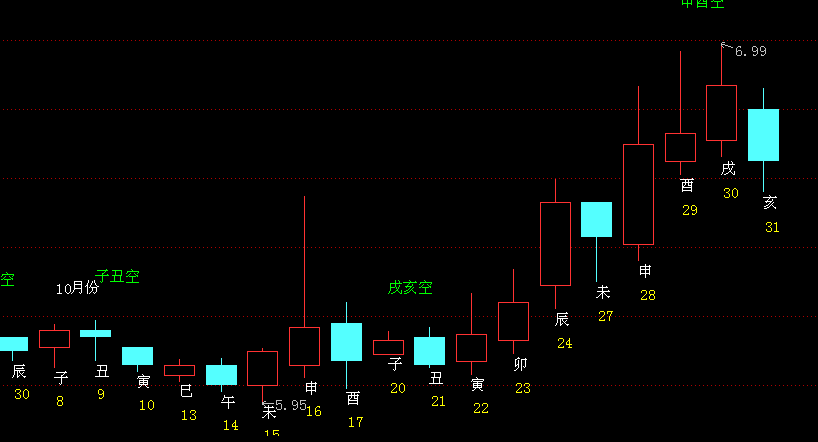 申酉空
6.99
戌
30
酉
29
亥
31
空
子丑空
10月份
戌亥空
申
28
未
27
辰
24
卯
23
寅
22
丑
21
子
20
酉
17
申
16
5.95
未
15
午
14
巳
13
寅
10
丑
9
子
8
辰
30